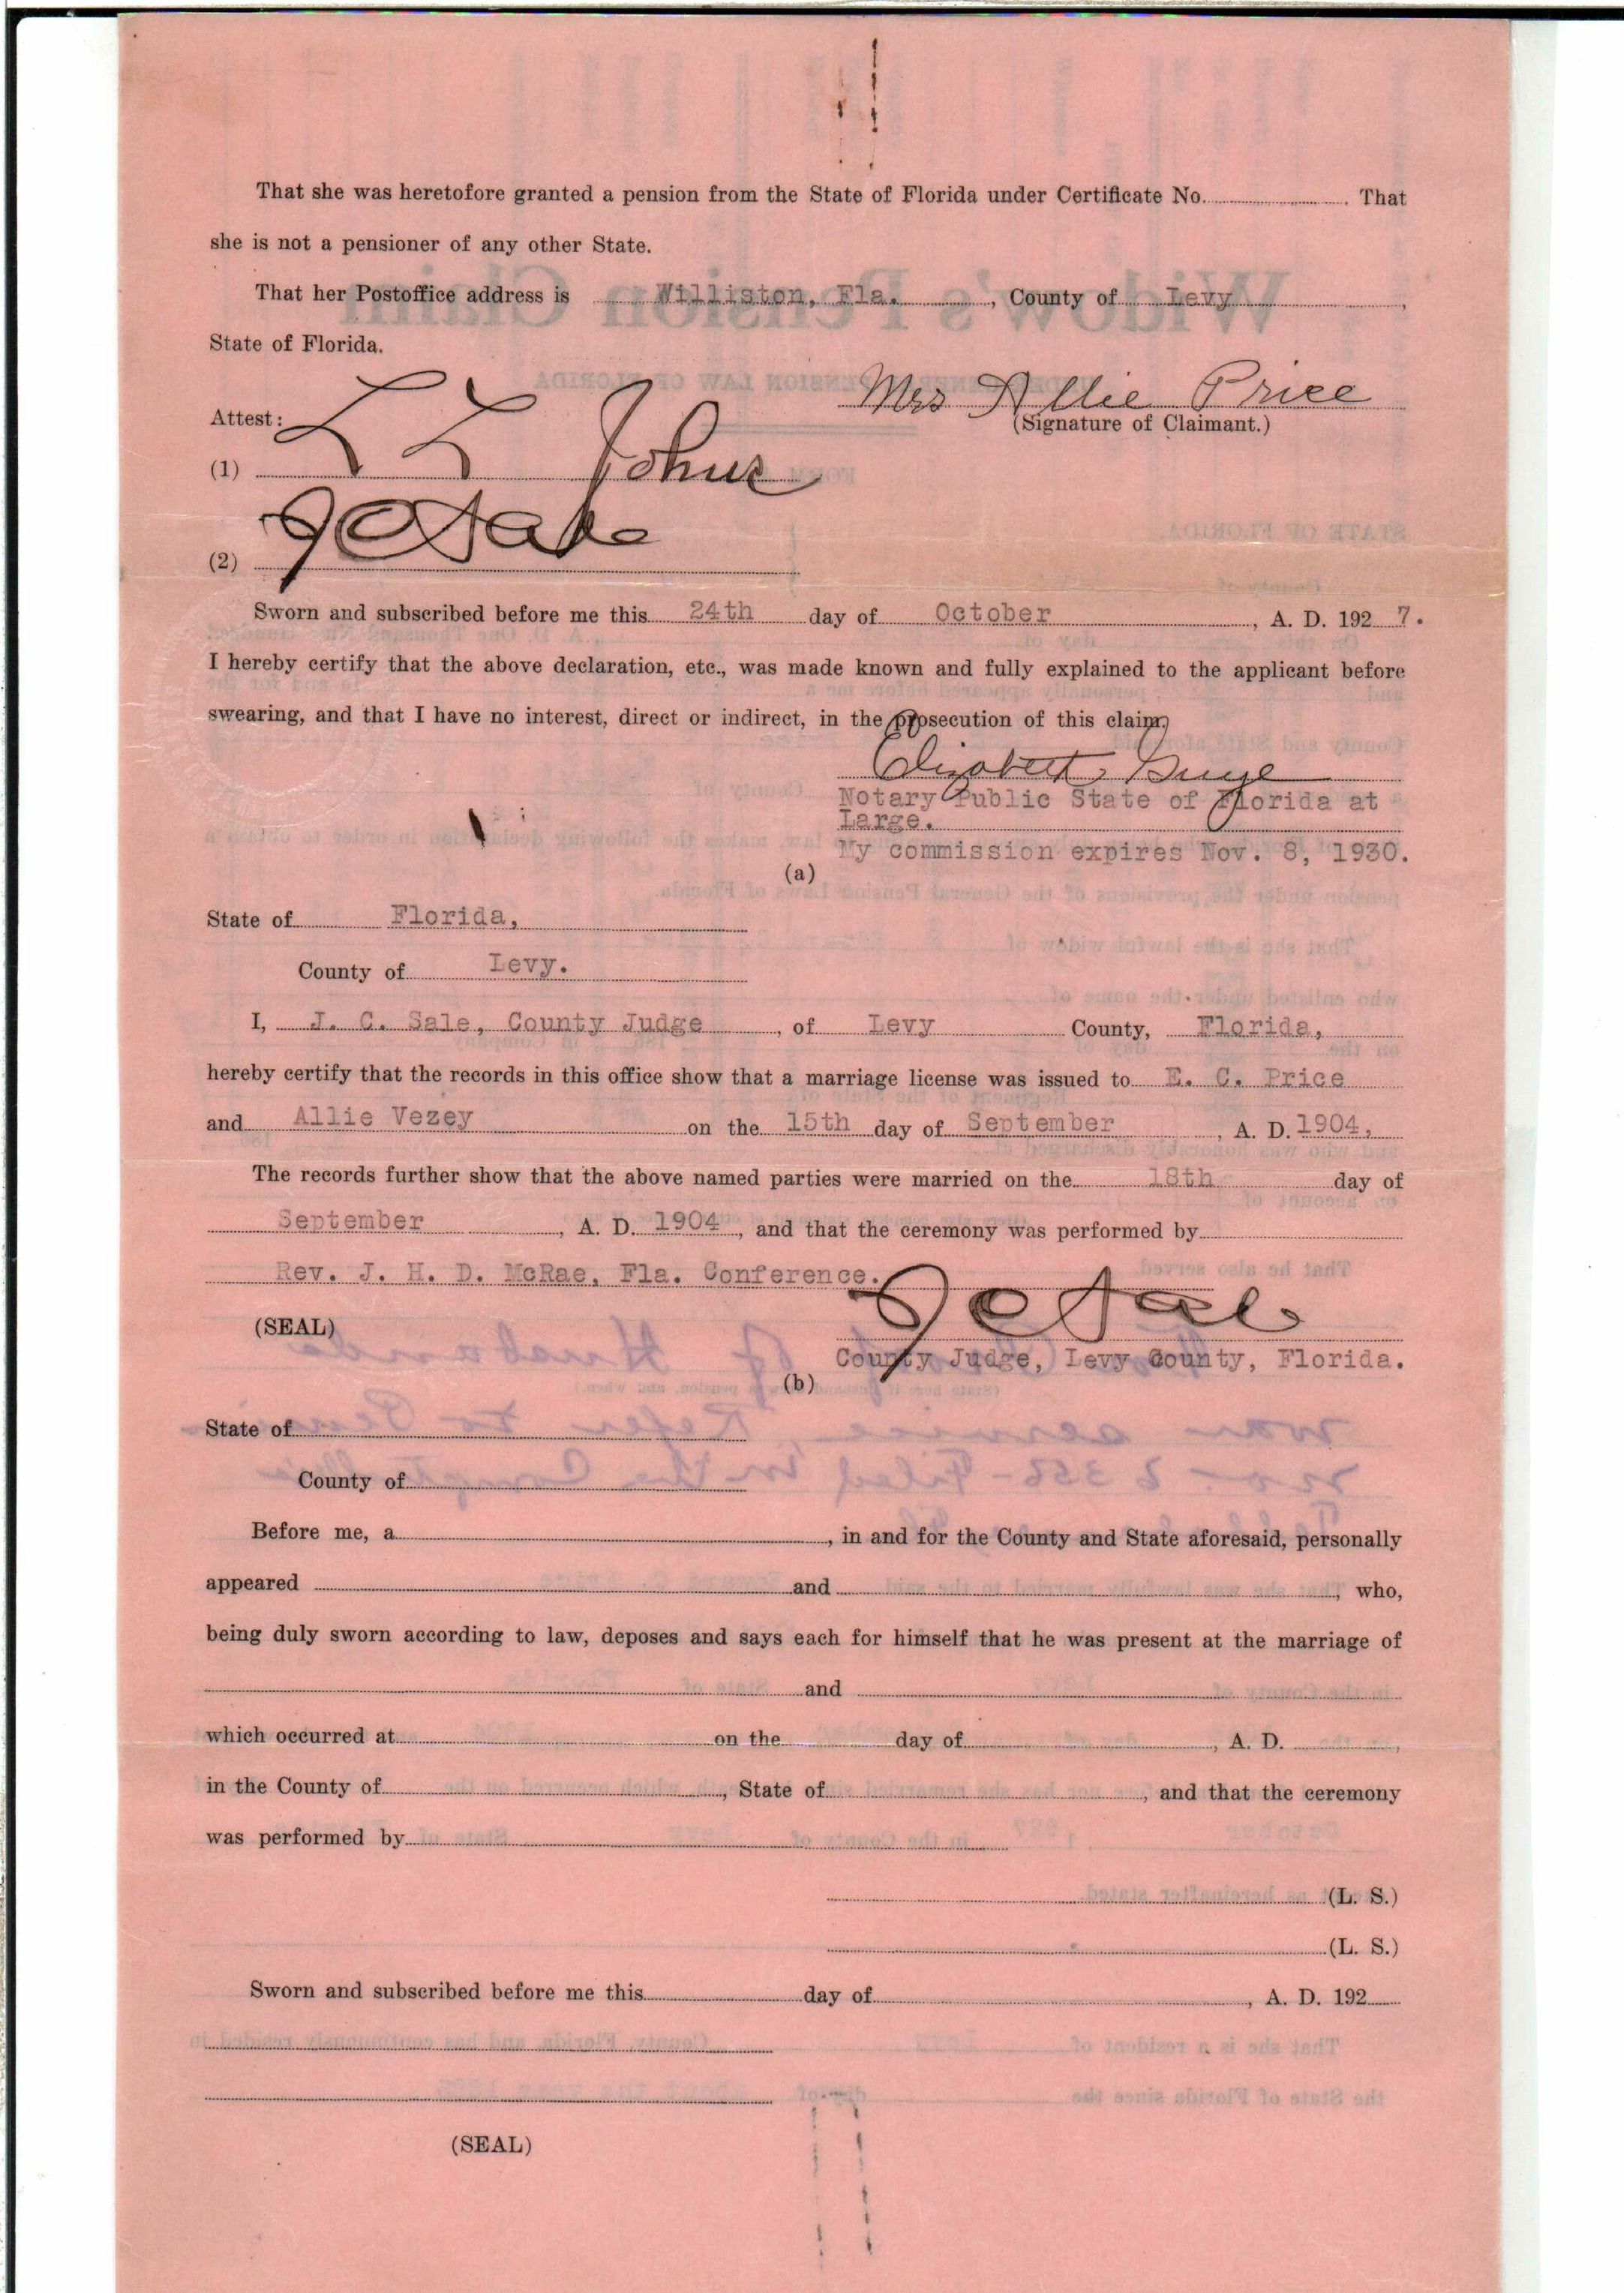 That she was heretofore granted a pension from the State of Florida under Certificate No. . That
she is not a pensioner of any other State.
That her Postoffice address is Williston, Fla. , County of Levy ,
State of Florida.
Mrs Allie Price
Attest:
(Signature of Claimant.)
(1) L L Johns
(2) J C Sale
Sworn and subscribed before me this 24th day of October , A. D. 192 7.
I hereby certify that the above declaration, etc., was made known and fully explained to the applicant before
swearing, and that I have no interest, direct or indirect, in the prosecution of this claim.
Elizabeth
Notary Public State of Florida at
Large.
My commission expires Nov. 8, 1930.
(a)
State of Florida,
County of Levy.
I, J. C. Sale, County Judge , of Levy County, Florida,
hereby certify that the records in this office show that a marriage license was issued to E. C. Price
and Allie Vezey on the 15th day of September , A. D. 1904,
The records further show that the above named parties were married on the 18th day of
September , A. D. 1904 , and that the ceremony was performed by
Rev. J. H. D. McRae, Fla. Conference.
J C Sale
(SEAL)
County Judge, Levy County, Florida.
(b)
State of
County of
Before me, a , in and for the County and State aforesaid, personally
appeared and , who,
being duly sworn according to law, deposes and says each for himself that he was present at the marriage of
and
which occurred at on the day of , A. D. ,
in the County of , State of , and that the ceremony
was performed by
(L. S.)
(L. S.)
Sworn and subscribed before me this day of , A. D. 192
(SEAL)